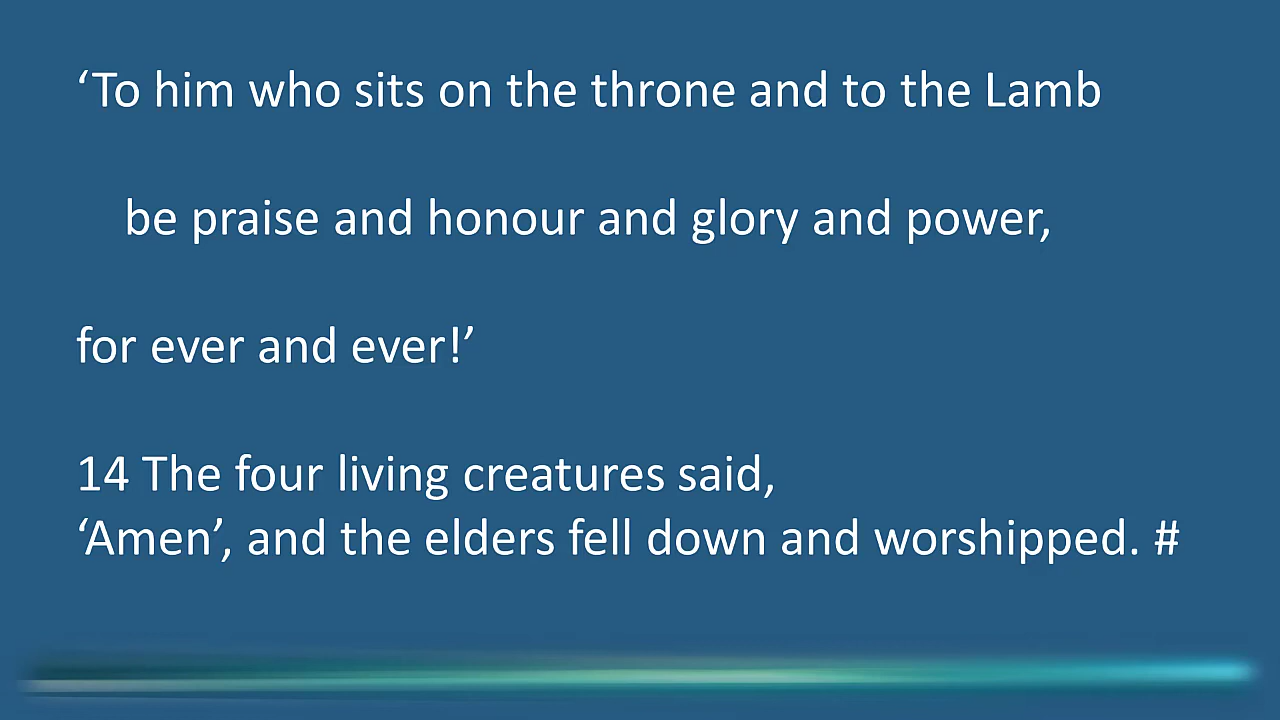 ‘To him who sits on the throne and to the Lamb
be praise and honour and glory and power,
for ever and ever!’
14 The four living creatures said,
‘Amen’, and the elders fell down and worshipped. #